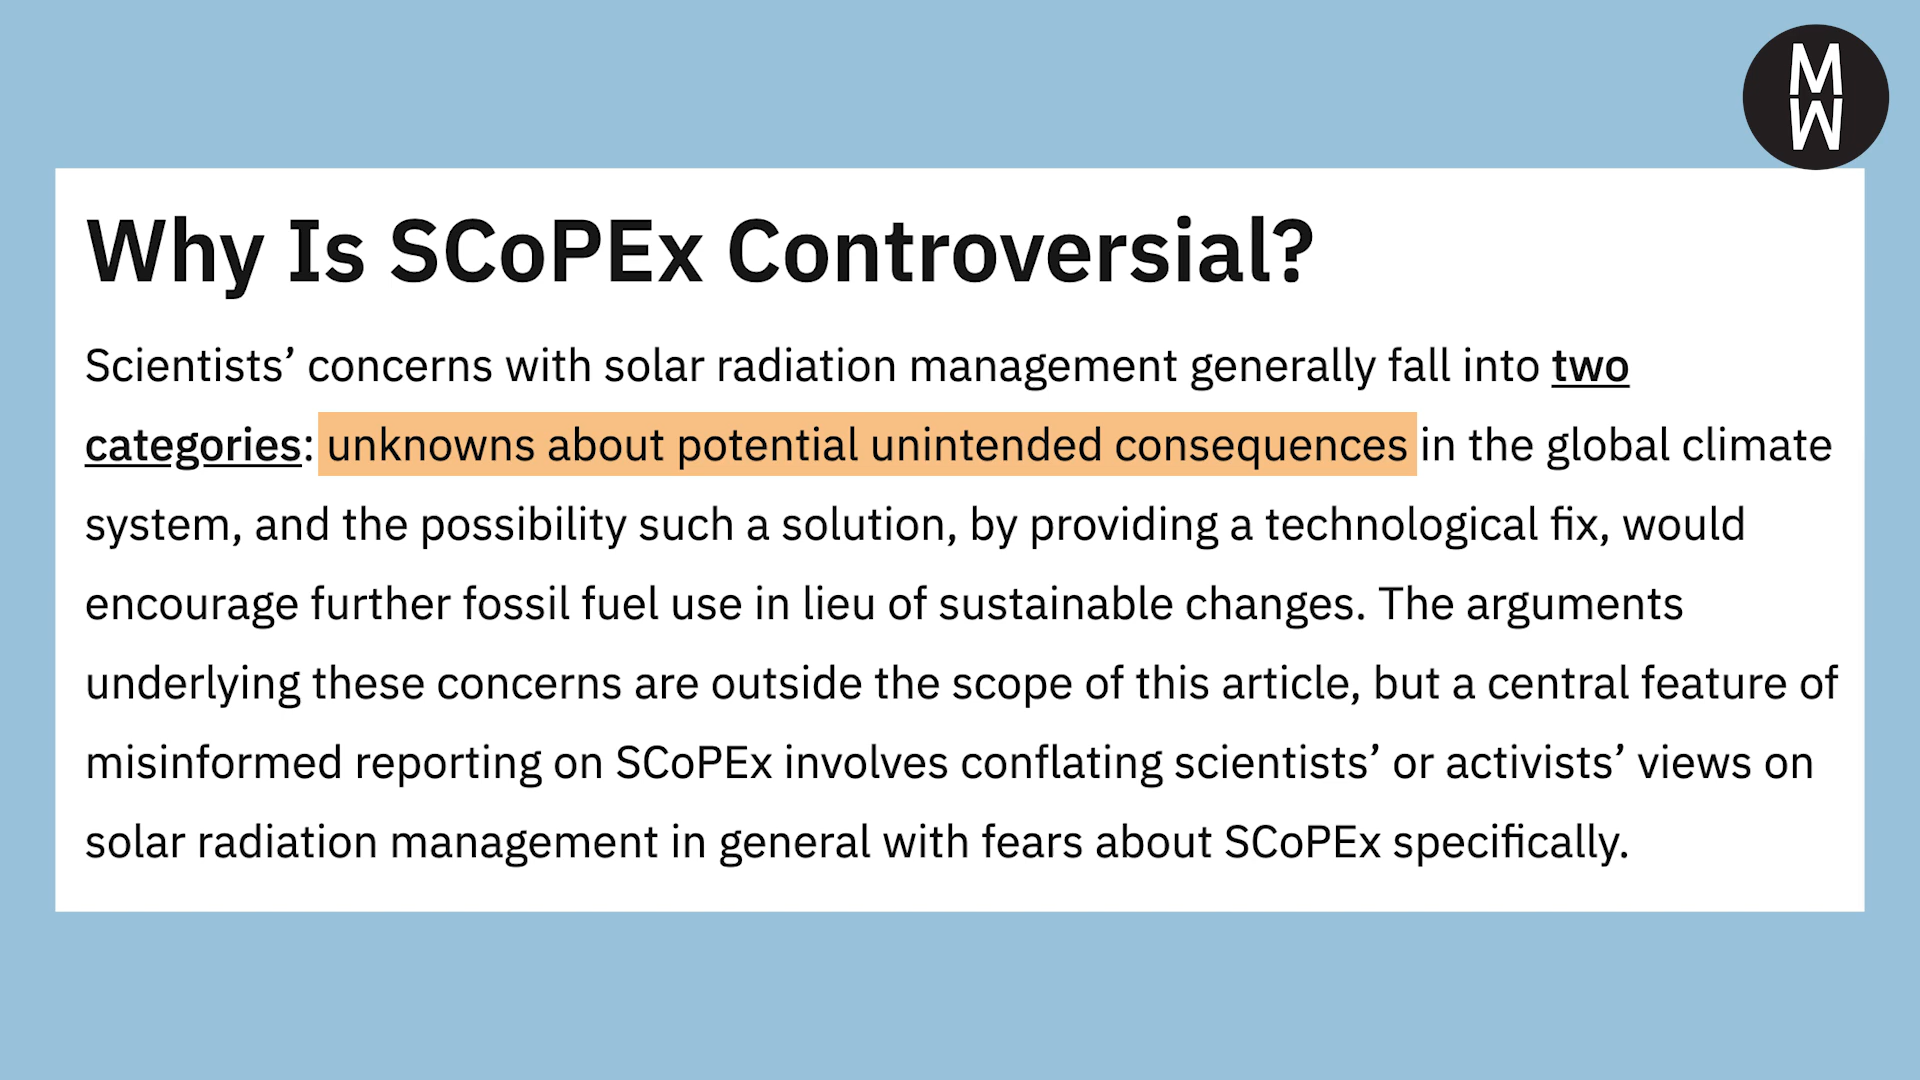 M
W
Why Is SCoPEx Controversial?
Scientists’ concerns with solar radiation management generally fall into two
categories: unknowns about potential unintended consequences in the global climate
system, and the possibility such a solution, by providing a technological fix, would
encourage further fossil fuel use in lieu of sustainable changes. The arguments
underlying these concerns are outside the scope of this article, but a central feature of
misinformed reporting on SCoPEx involves conflating scientists’ or activists’ views on
solar radiation management in general with fears about SCoPEx specifically.